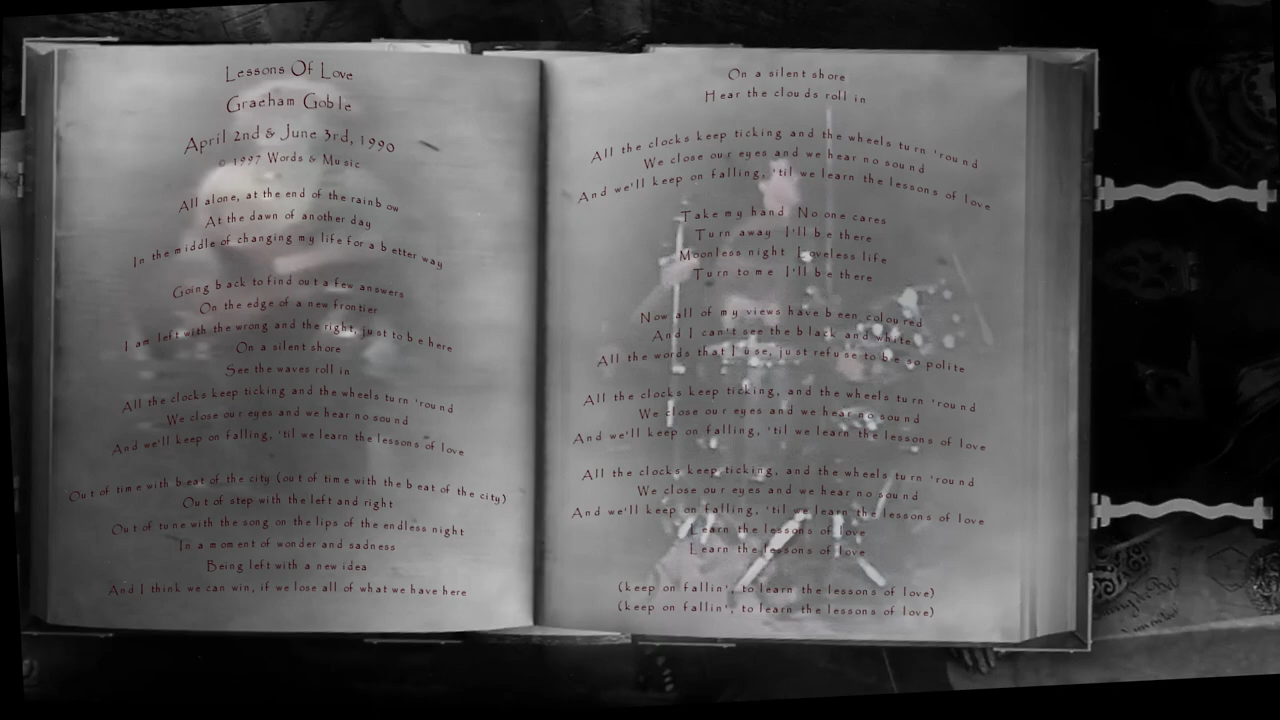 Lessons Of Love
Graeham Goble
April 2nd & June 3rd, 1990
© 1997 Words & Music
All alone, at the end of the rainbow
At the dawn of another day
In the middle of changing my life for a better way
Going back to find out a few answers
On the edge of a new frontier
I am left with the wrong and the right, just to be here
On a silent shore
See the waves roll in
All the clocks keep ticking and the wheels turn 'round
We close our eyes and we hear no sound
And we'll keep on falling, 'til we learn the lessons of love
Out of time with beat of the city (out of time with the beat of the city)
Out of step with the left and right
Out of tune with the song on the lips of the endless night
In a moment of wonder and sadness
Being left with a new idea
And I think we can win, if we lose all of what we have here
On a silent shore
Hear the clouds roll in
All the clocks keep ticking and the wheels turn 'round
We close our eyes and we hear no sound
And we'll keep on falling, 'til we learn the lessons of love
Take my hand No one cares
Turn away I'll be there
Moonless night Loveless life
Turn to me I'll be there
Now all of my views have been coloured
And I can't see the black and white
All the words that I use, just refuse to be so polite
All the clocks keep ticking, and the wheels turn 'round
We close our eyes and we hear no sound
And we'll keep on falling, 'til we learn the lessons of love
All the clocks keep ticking, and the wheels turn 'round
We close our eyes and we hear no sound
And we'll keep on falling, 'til we learn the lessons of love
Learn the lessons of love
Learn the lessons of love
(keep on fallin', to learn the lessons of love)
(keep on fallin', to learn the lessons of love)